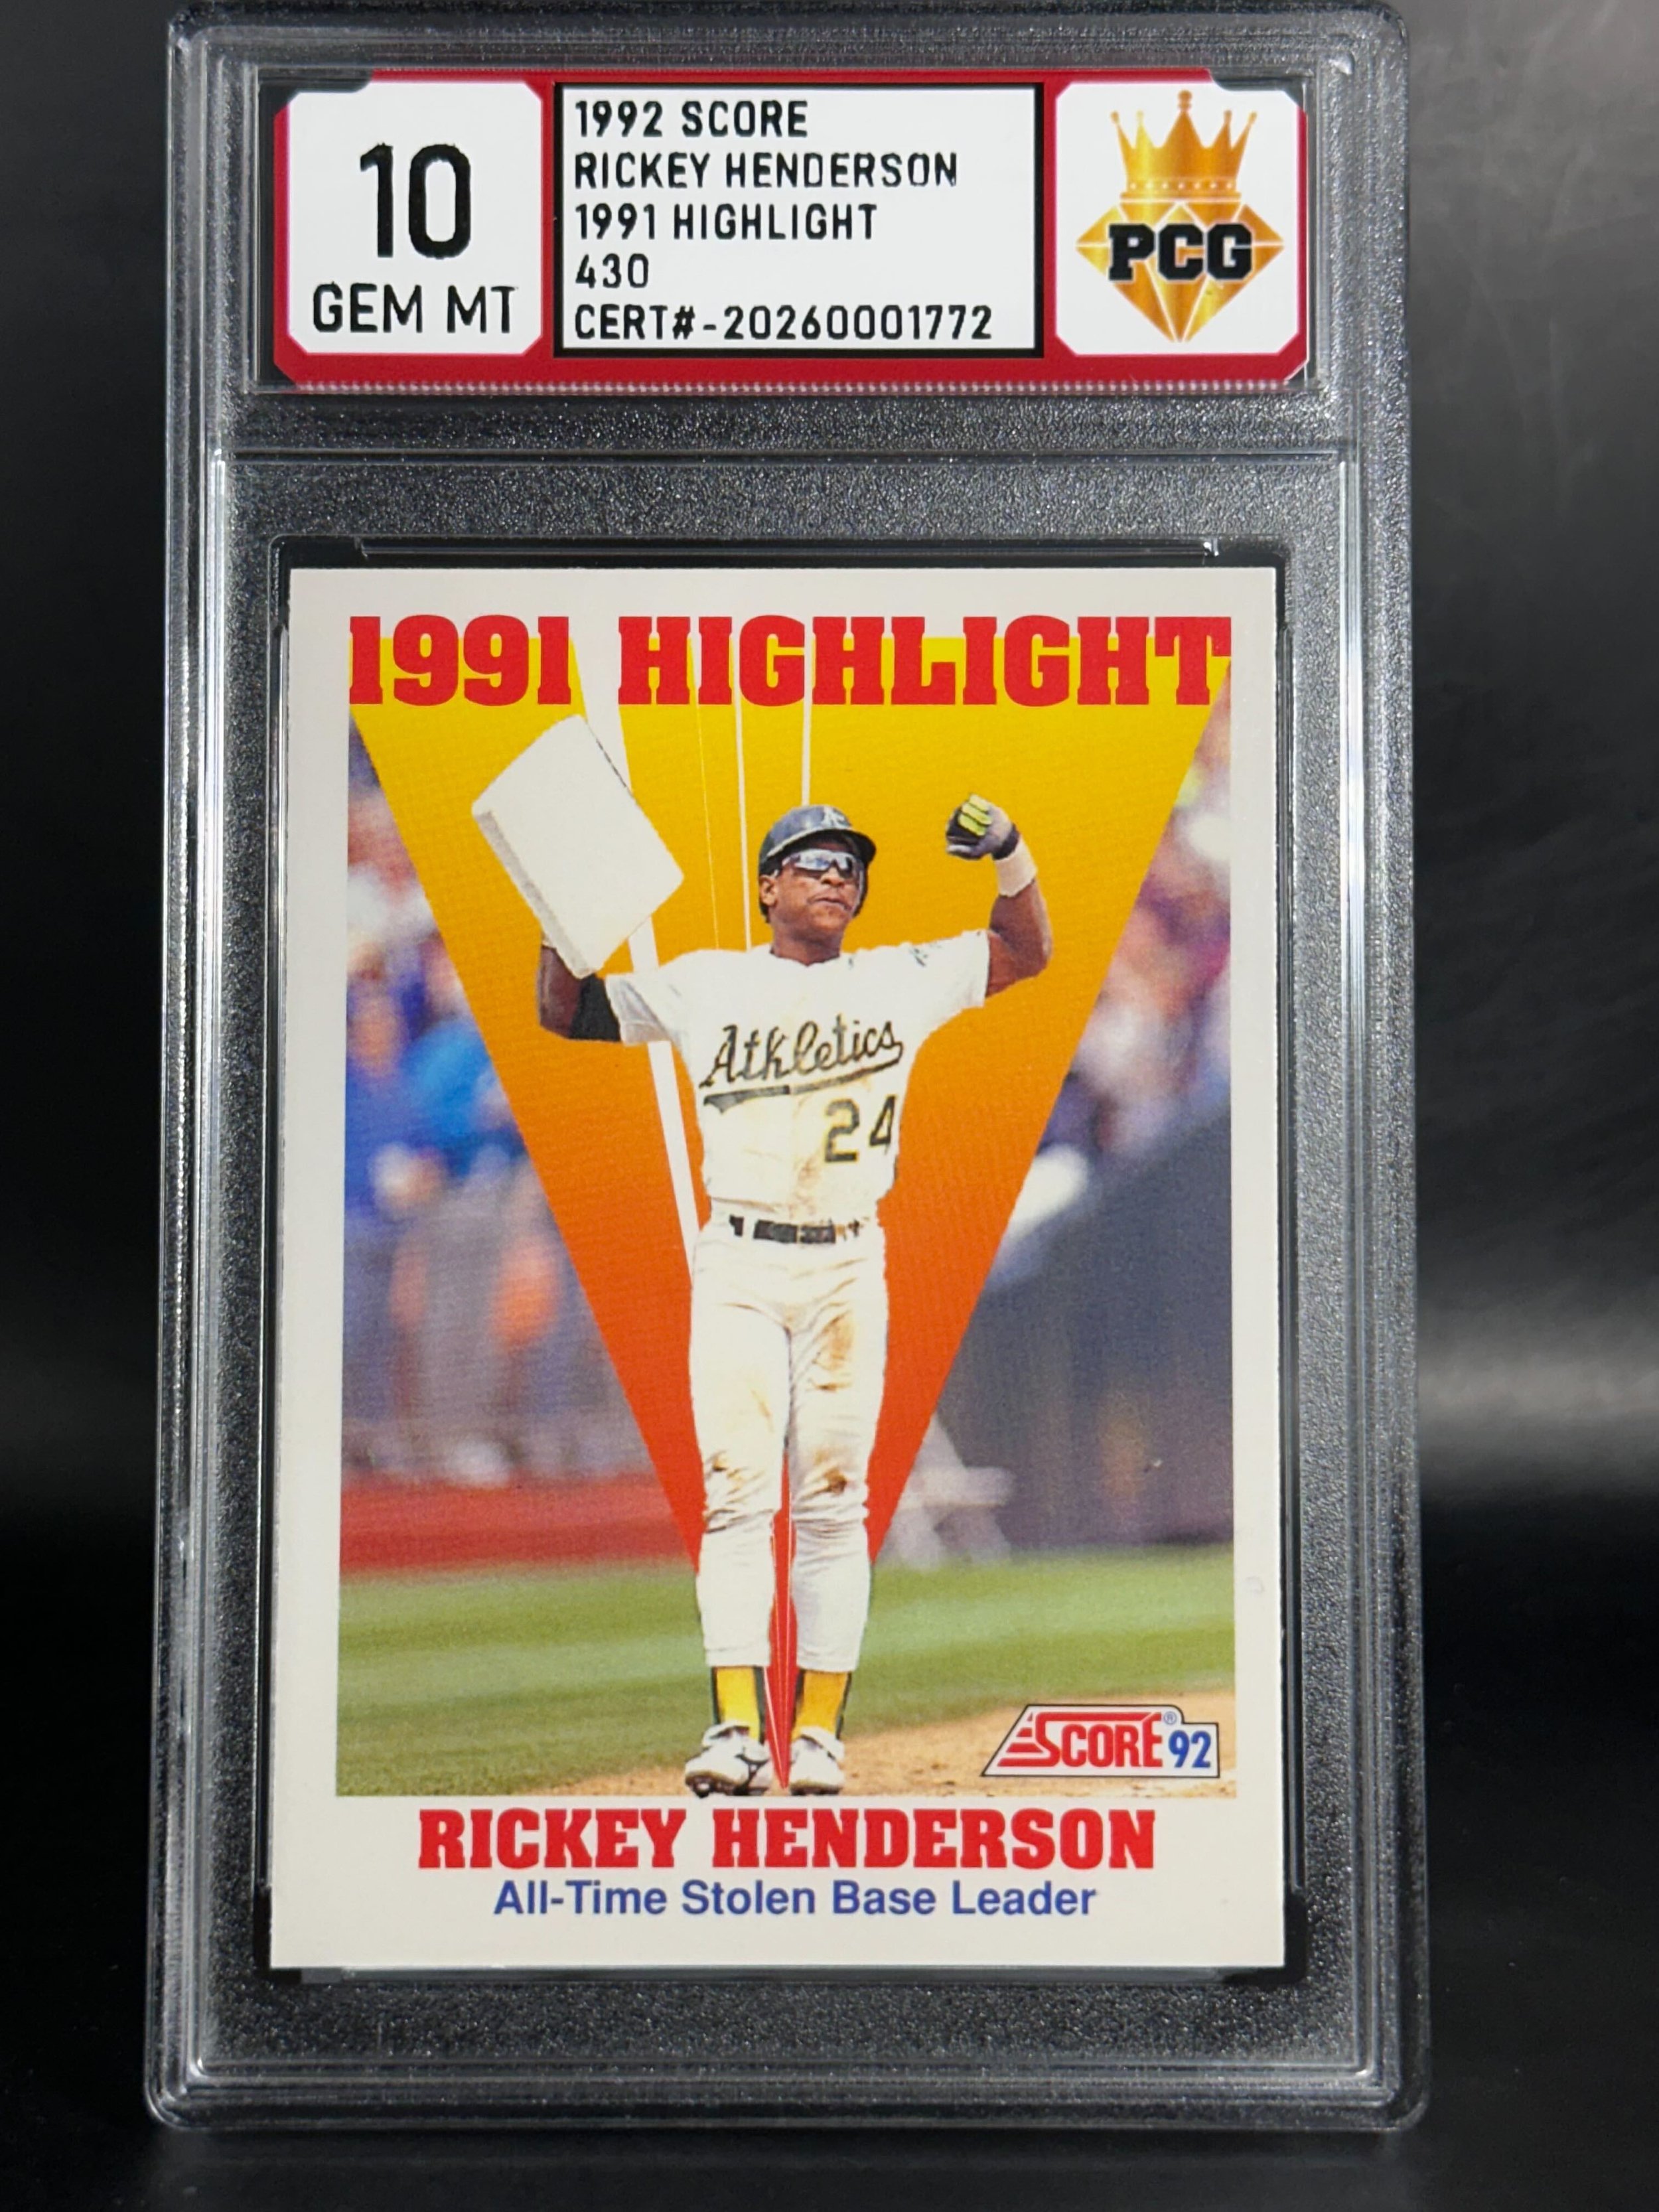 10
GEM MT
1992 SCORE
RICKEY HENDERSON
1991 HIGHLIGHT
430
CERT#-20260001772
PCG
1991 HIGHLIGHT
A's
Athletics
24
SCORE® 92
RICKEY HENDERSON
All-Time Stolen Base Leader